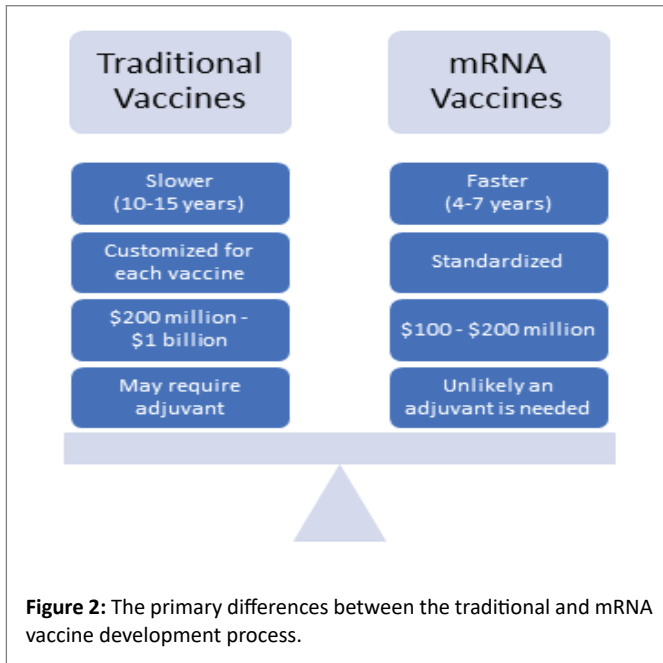 Traditional
Vaccines
mRNA
Vaccines
Slower
(10-15 years)
Faster
(4-7 years)
Customized for
each vaccine
Standardized
$200 million -
$1 billion
$100 - $200 million
May require
adjuvant
Unlikely an
adjuvant is needed
Figure 2: The primary differences between the traditional and mRNA
vaccine development process.